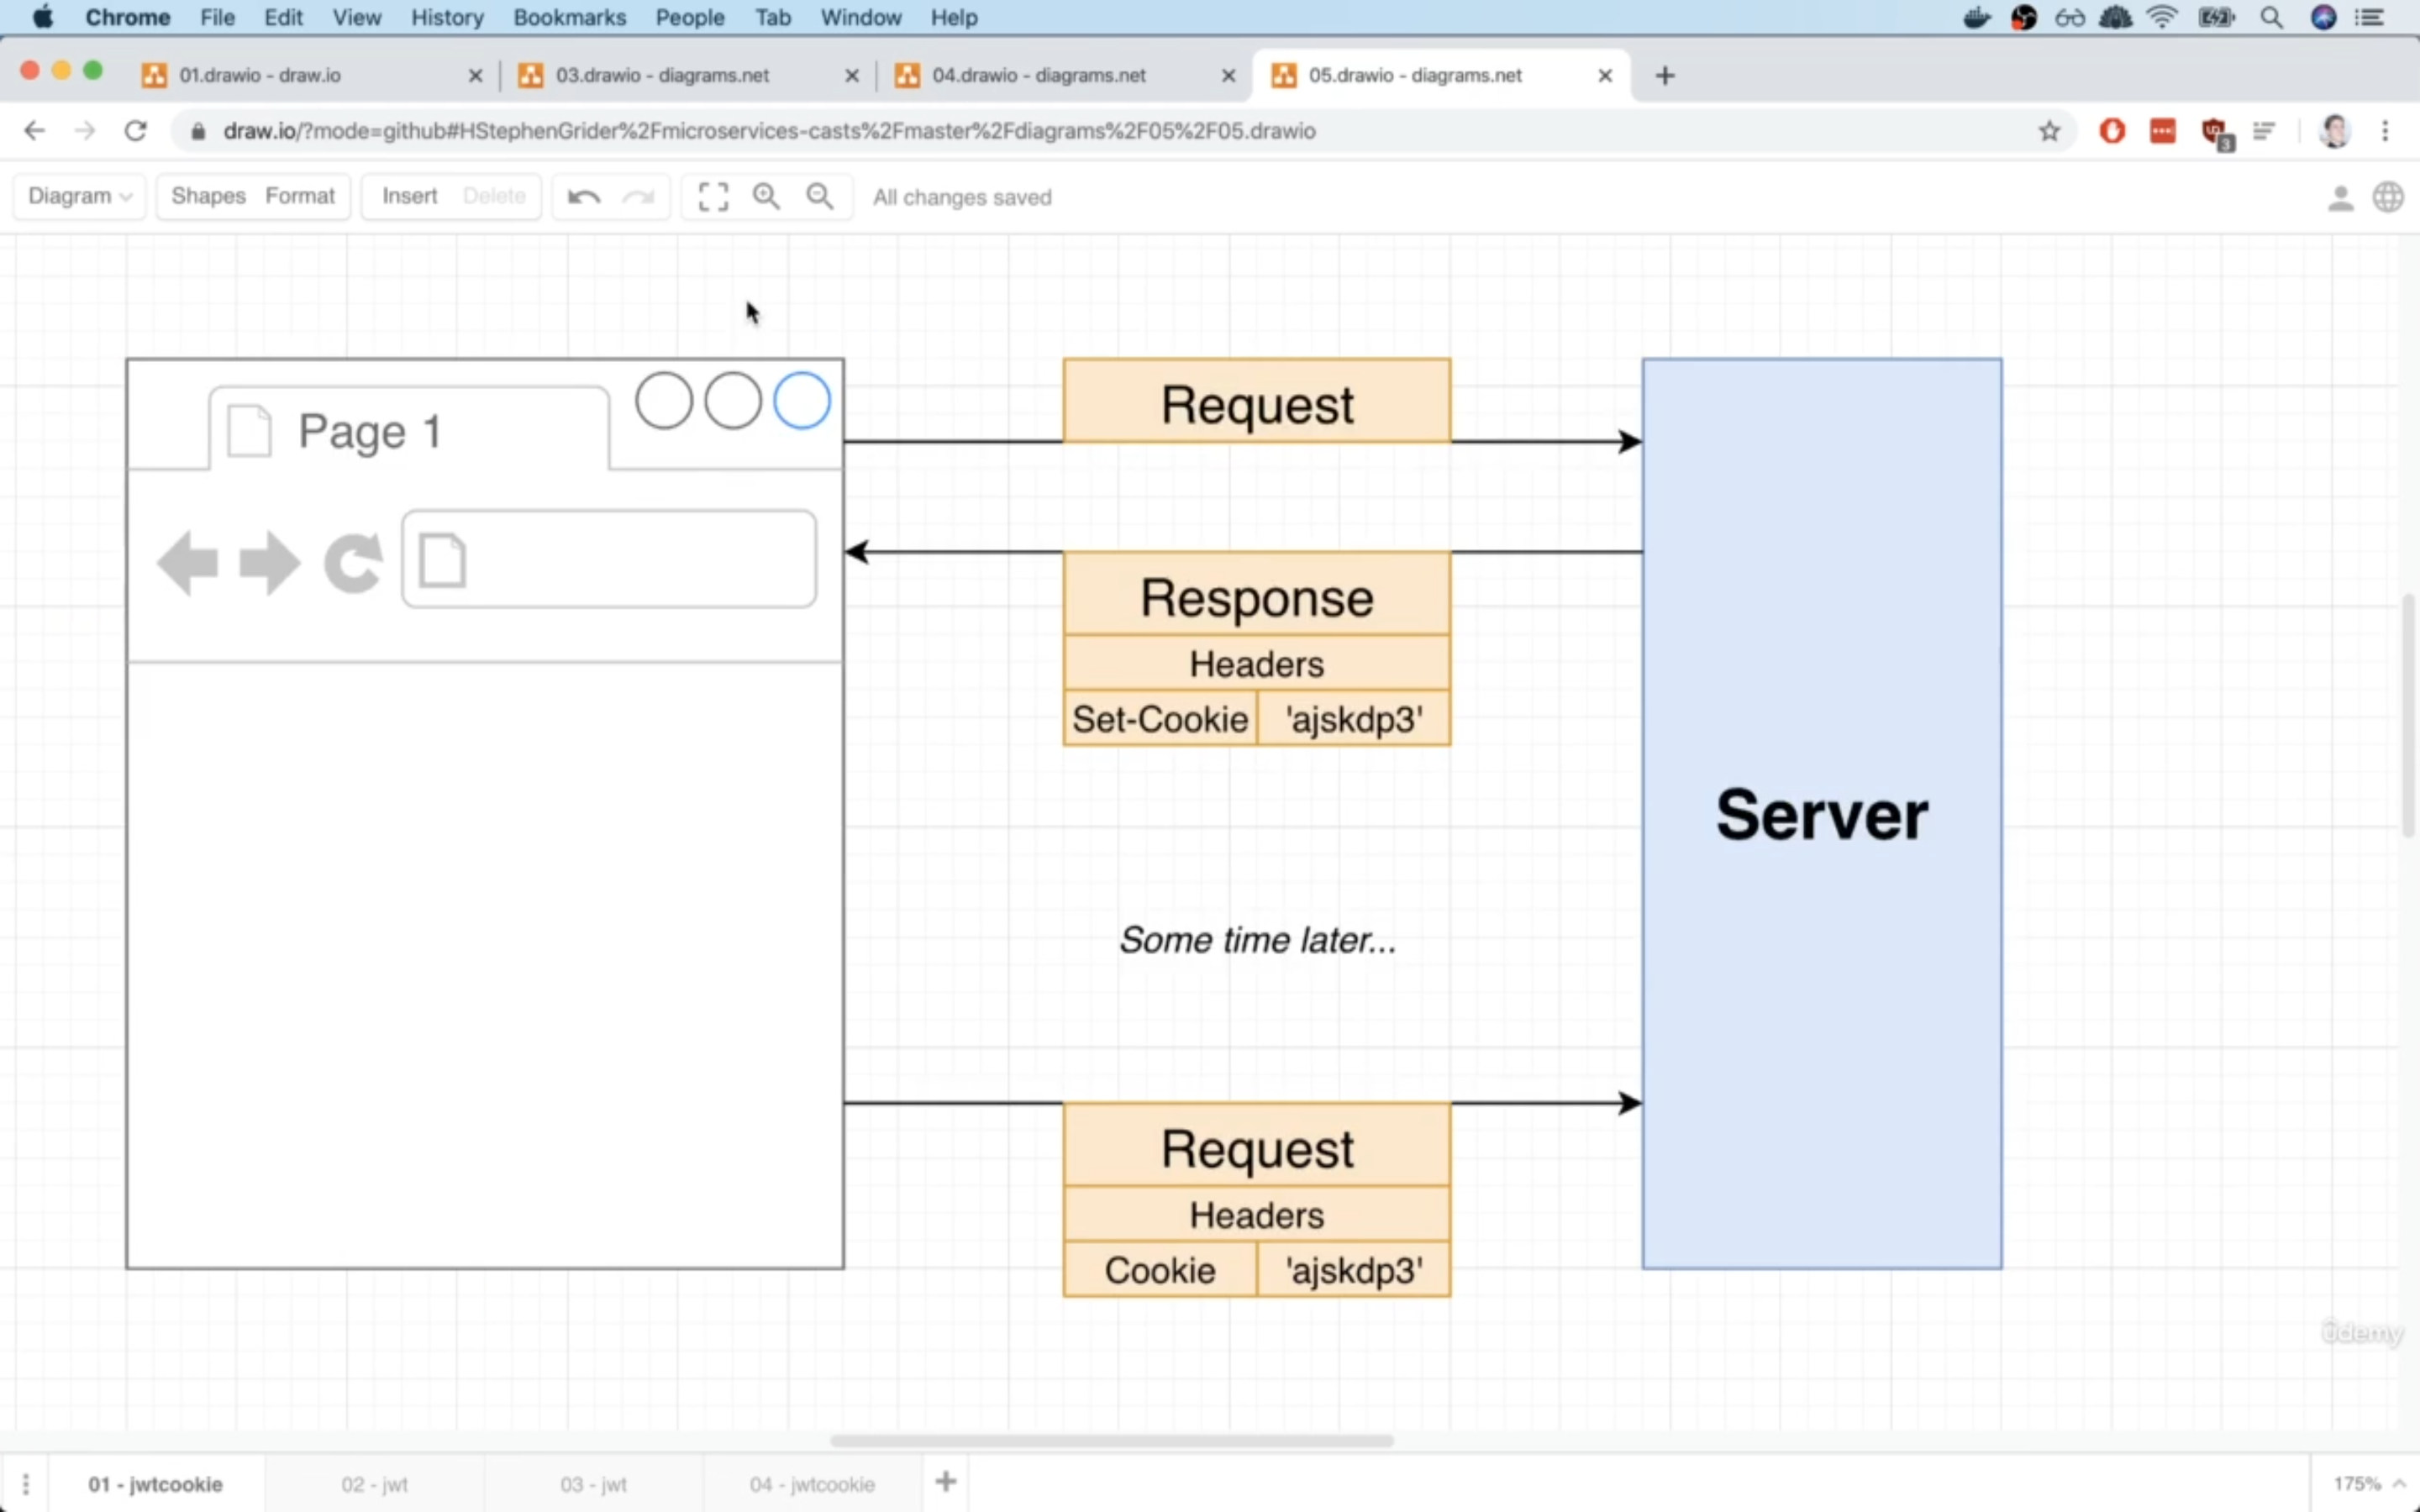 Chrome File Edit View History Bookmarks People Tab Window Help
01.drawio - draw.io
03.drawio - diagrams.net
04.drawio - diagrams.net
05.drawio - diagrams.net
draw.io/?mode=github#HStephenGrider%2Fmicroservices-casts%2Fmaster%2Fdiagrams%2F05%2F05.drawio
3
Diagram Shapes Format Insert Delete All changes saved
Page 1
Request
Response
Headers
Set-Cookie 'ajskdp3'
Server
Some time later...
Request
Headers
Cookie 'ajskdp3'
ûdemy
01 - jwtcookie 02 - jwt 03 - jwt 04 - jwtcookie 175%